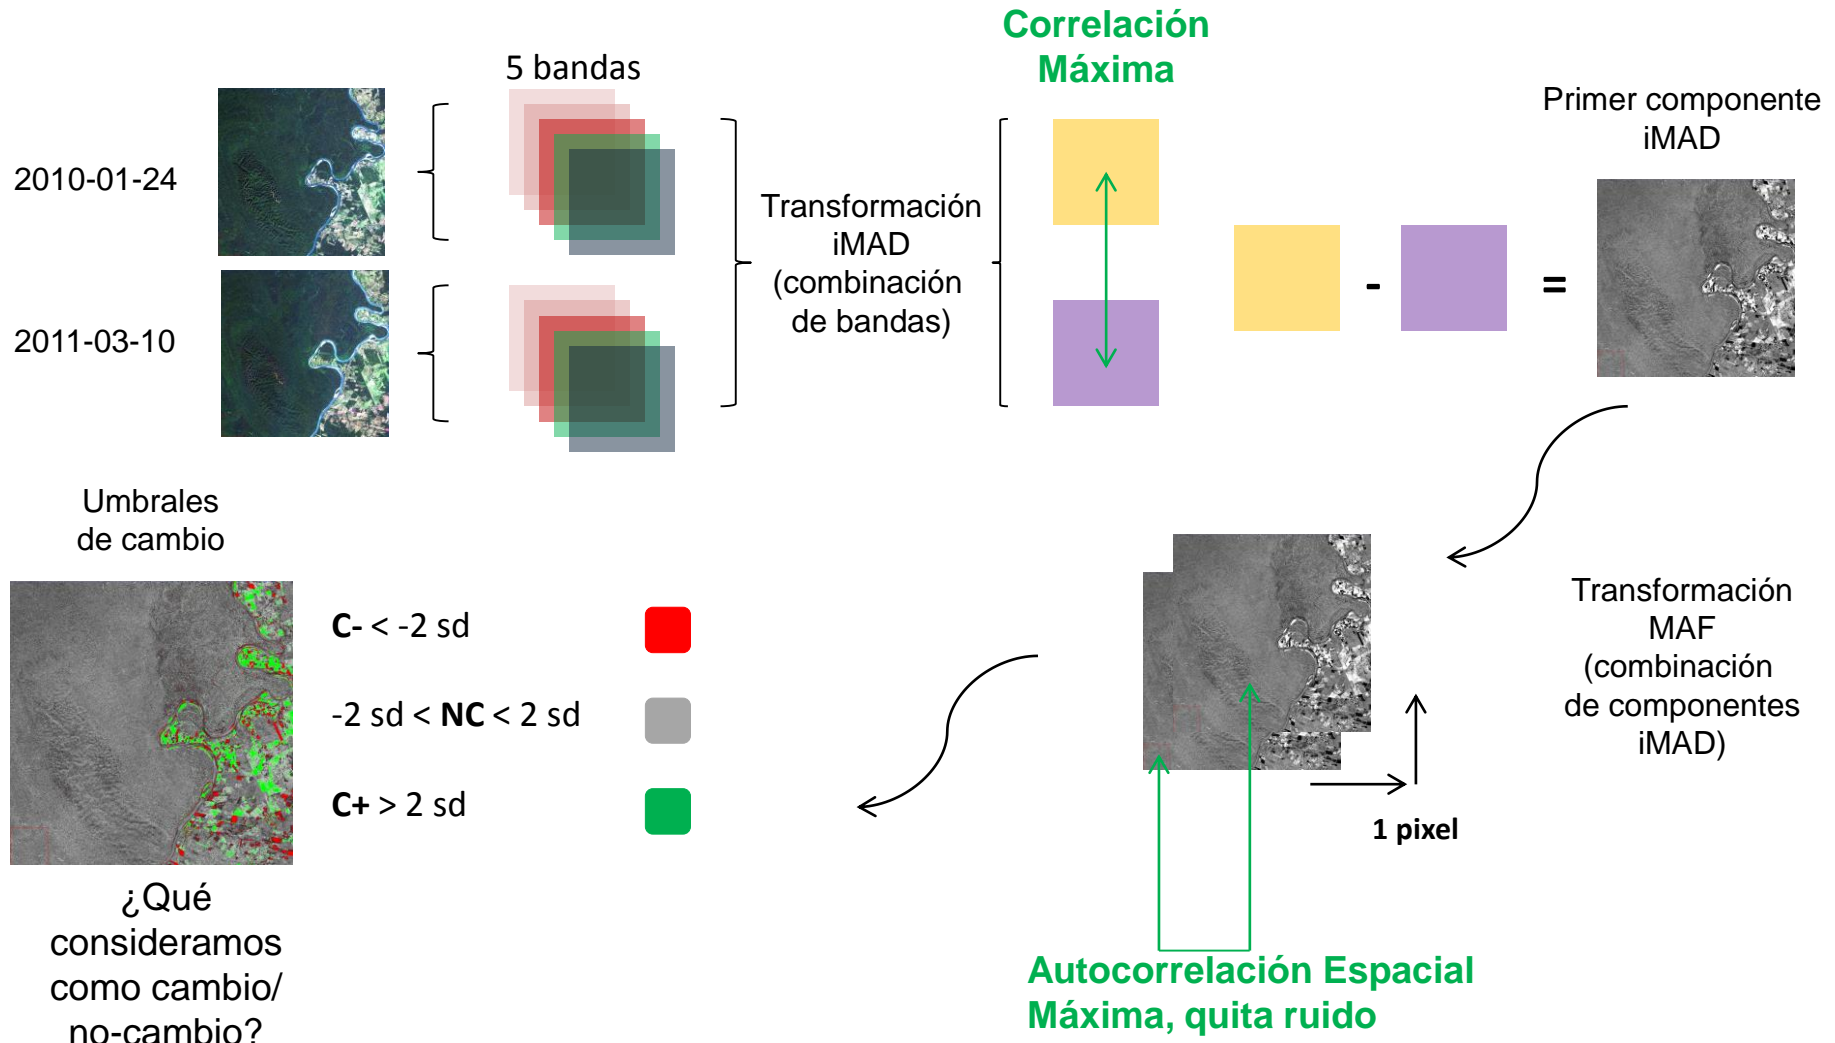 Correlación
Máxima
5 bandas
Primer componente
iMAD
2010-01-24
2011-03-10
Transformación
iMAD
(combinación
de bandas)
-
=
Umbrales
de cambio
C- < -2 sd
-2 sd < NC < 2 sd
C+ > 2 sd
¿Qué
consideramos
como cambio/
no-cambio?
Transformación
MAF
(combinación
de componentes
iMAD)
1 pixel
Autocorrelación Espacial
Máxima, quita ruido